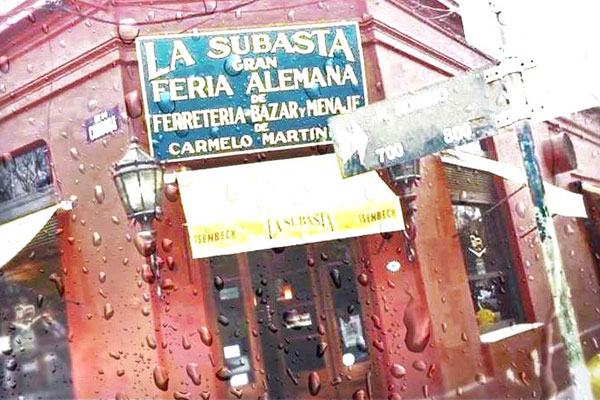 LA SUBASTA
GRAN
FERIA ALEMANA
DE
FERRETERIA-BAZAR Y MENAJE
DE
CARMELO MARTIN
700 800
ISENBECK LA SUBASTA ISENBECK